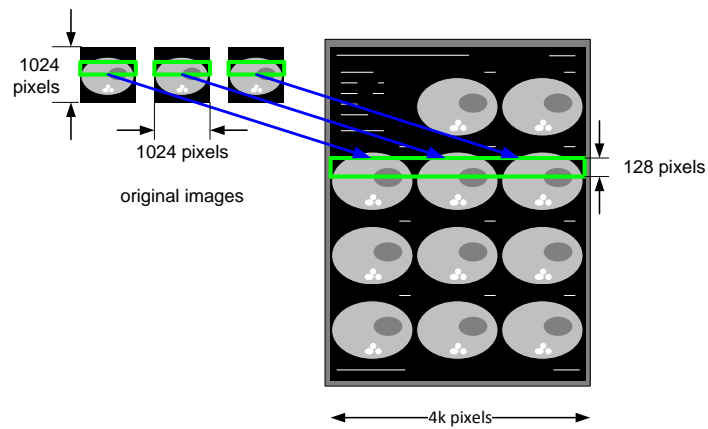 1024
pixels
1024 pixels
original images
128 pixels
4k pixels